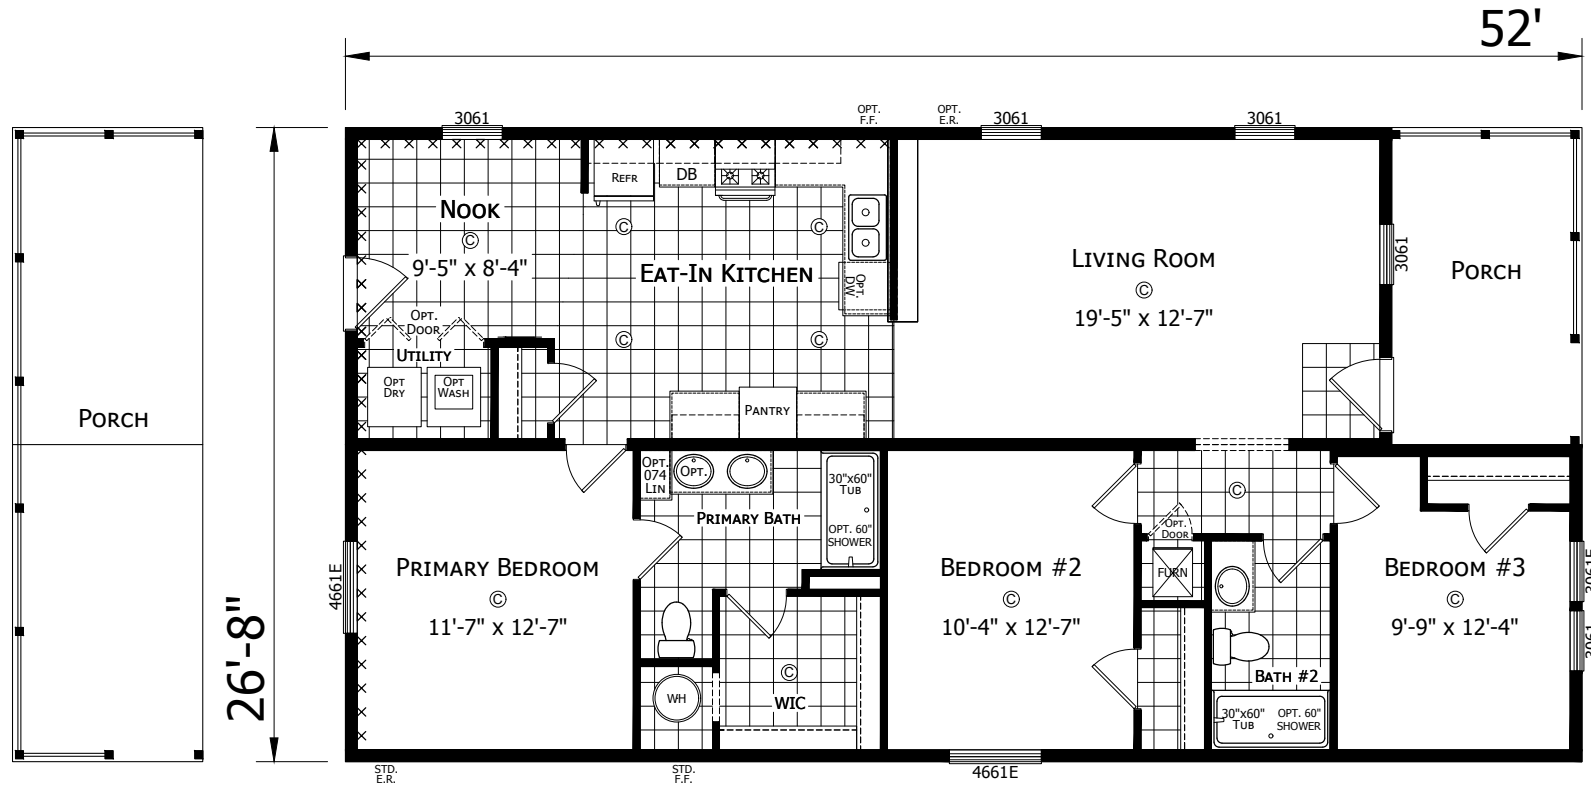 52'
OPT.
F.F.
OPT.
E.R.
3061
3061
3061
REFR
DB
NOOK
©
9'-5" x 8'-4"
©
©
EAT-IN KITCHEN
OPT.
DW
LIVING ROOM
©
19'-5" x 12'-7"
3061
PORCH
OPT.
DOOR
UTILITY
OPT
DRY
OPT
WASH
©
©
PANTRY
PORCH
26'-8"
OPT.
074
LIN
OPT.
30"x60"
TUB
OPT. 60"
SHOWER
PRIMARY BATH
©
OPT.
DOOR
FURN
4661E
PRIMARY BEDROOM
©
11'-7" x 12'-7"
BEDROOM #2
©
10'-4" x 12'-7"
BEDROOM #3
©
9'-9" x 12'-4"
3061E
3061
WH
©
WIC
BATH #2
30"x60"
TUB
OPT. 60"
SHOWER
STD.
E.R.
STD.
F.F.
4661E